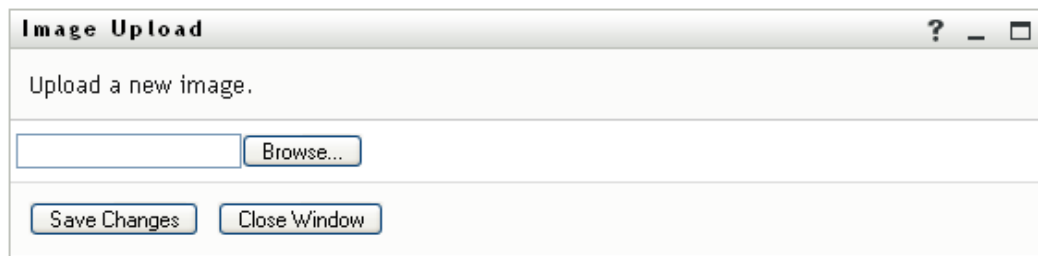 Image Upload ?
Upload a new image.
Browse...
Save Changes Close Window